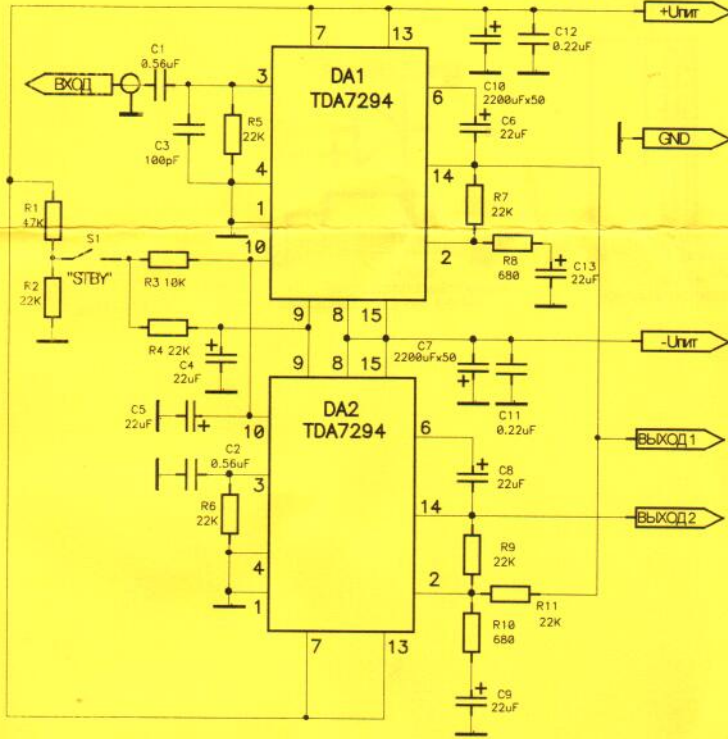 +Uпит
C12
0.22uF
7
13
C1
0.56uF
ВХОД
3
DA1
TDA7294
6
C10
2200uFx50
C6
22uF
R5
22K
C3
100pF
GND
4
14
R7
22K
R1
47K
1
S1
"STBY"
10
R3 10K
2
R8
680
C13
22uF
R2
22K
9
8
15
R4 22K
C4
22uF
C7
2200uFx50
-Uпит
9
8
15
C5
22uF
DA2
TDA7294
C11
0.22uF
10
6
ВЫХОД1
C2
0.56uF
3
C8
22uF
R6
22K
14
ВЫХОД2
R9
22K
4
2
R11
22K
1
R10
680
7
13
C9
22uF